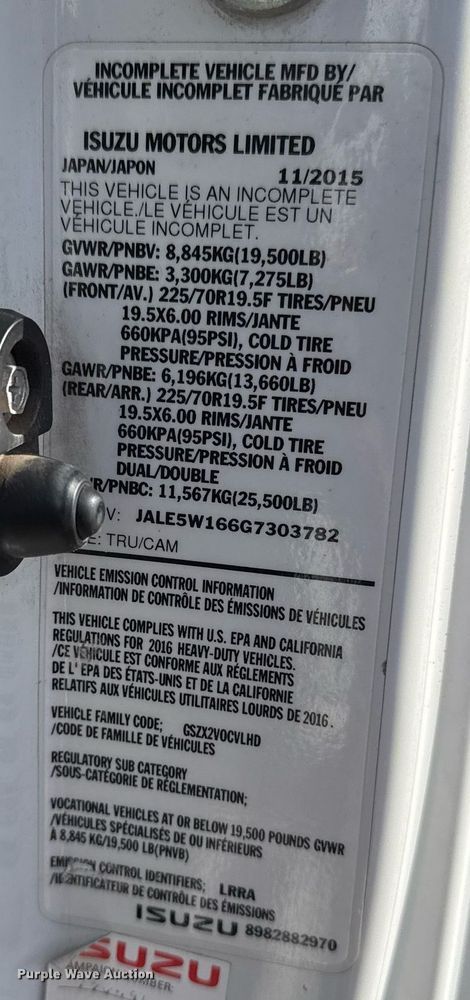 INCOMPLETE VEHICLE MFD BY/
VÉHICULE INCOMPLET FABRIQUÉ PAR
ISUZU MOTORS LIMITED
JAPAN/JAPON 11/2015
THIS VEHICLE IS AN INCOMPLETE
VEHICLE./LE VÉHICULE EST UN
VÉHICULE INCOMPLET.
GVWR/PNBV: 8,845KG(19,500LB)
GAWR/PNBE: 3,300KG(7,275LB)
(FRONT/AV.) 225/70R19.5F TIRES/PNEU
19.5X6.00 RIMS/JANTE
660KPA(95PSI), COLD TIRE
PRESSURE/PRESSION À FROID
GAWR/PNBE: 6,196KG(13,660LB)
(REAR/ARR.) 225/70R19.5F TIRES/PNEU
19.5X6.00 RIMS/JANTE
660KPA(95PSI), COLD TIRE
PRESSURE/PRESSION À FROID
DUAL/DOUBLE
R/PNBC: 11,567KG(25,500LB)
V: JALE5W166G7303782
E: TRU/CAM
VEHICLE EMISSION CONTROL INFORMATION
/INFORMATION DE CONTRÔLE DES ÉMISSIONS DE VÉHICULES
THIS VEHICLE COMPLIES WITH U.S. EPA AND CALIFORNIA
REGULATIONS FOR 2016 HEAVY-DUTY VEHICLES.
/CE VÉHICULE EST CONFORME AUX RÉGLEMENTS
DE L' EPA DES ÉTATS-UNIS ET DE LA CALIFORNIE
RELATIFS AUX VÉHICULES UTILITAIRES LOURDS DE 2016.
VEHICLE FAMILY CODE; GSZX2VOCVLHD
/CODE DE FAMILLE DE VÉHICULES
REGULATORY SUB CATEGORY
/SOUS-CATÉGORIE DE RÉGLEMENTATION;
VOCATIONAL VEHICLES AT OR BELOW 19,500 POUNDS GVWR
/VÉHICULES SPÉCIALISÉS DE OU INFÉRIEURS
À 8,845 KG/19,500 LB(PNVB)
EMISSION CONTROL IDENTIFIERS; LRRA
/IDENTIFICATEUR DE CONTRÔLE DES ÉMISSIONS
ISUZU 8982882970
SUZU
AMPAIGN NUMBER
Purple Wave Auction